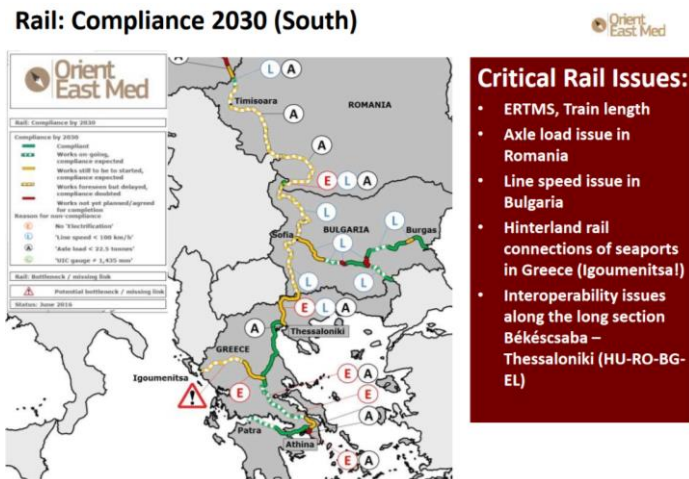 Rail: Compliance 2030 (South)
Orient
East Med
Orient
East Med
Rail: Compliance by 2030
Compliance by 2030
Compliant
Works on-going,
compliance expected
Works still to be to started,
compliance expected
Works foreseen but delayed,
compliance doubted
Works not yet planned/agreed
for completion
Reason for non-compliance
E No 'Electrification'
L 'Line speed < 100 km/h'
A 'Axle load < 22.5 tonnes'
'UIC gauge ≠ 1,435 mm'
Rail: Bottleneck / missing link
Potential bottleneck / missing link
Status: June 2016
A
L A
Timisoara
ROMANIA
A
A
E L A
L
L
Sofia
BULGARIA
Burgas
L
L
L
E L A
A
Thessaloniki
GREECE
Igoumenitsa
E
E A
E
A
Patra
Athina
E A
Critical Rail Issues:
• ERTMS, Train length
• Axle load issue in
Romania
• Line speed issue in
Bulgaria
• Hinterland rail
connections of seaports
in Greece (Igoumenitsa!)
• Interoperability issues
along the long section
Békéscsaba –
Thessaloniki (HU-RO-BG-
EL)